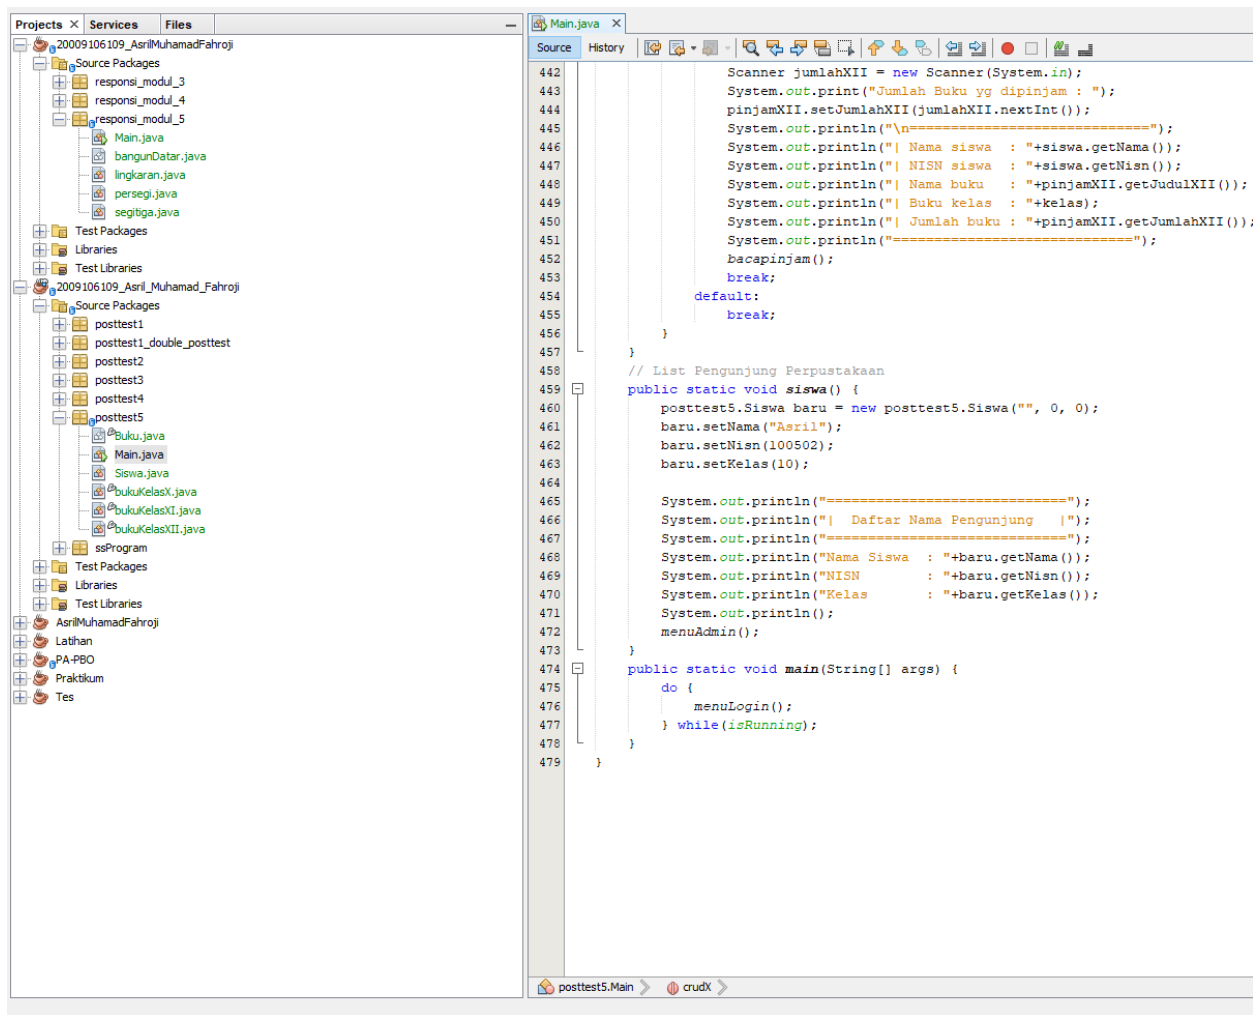 Projects × Services Files
20009106109_AsrilMuhamadFahroji
Source Packages
responsi_modul_3
responsi_modul_4
responsi_modul_5
Main.java
bangunDatar.java
lingkaran.java
persegi.java
segitiga.java
Test Packages
Libraries
Test Libraries
2009106109_Asril_Muhamad_Fahroji
Source Packages
posttest1
posttest1_double_posttest
posttest2
posttest3
posttest4
posttest5
Buku.java
Main.java
Siswa.java
bukuKelasX.java
bukuKelasXI.java
bukuKelasXII.java
ssProgram
Test Packages
Libraries
Test Libraries
AsrilMuhamadFahroji
Latihan
PA-PBO
Praktikum
Tes
Main.java ×
Source History
442 Scanner jumlahXII = new Scanner(System.in);
443 System.out.print("Jumlah Buku yg dipinjam : ");
444 pinjamXII.setJumlahXII(jumlahXII.nextInt());
445 System.out.println("\n=============================");
446 System.out.println("| Nama siswa  : "+siswa.getNama());
447 System.out.println("| NISN siswa  : "+siswa.getNisn());
448 System.out.println("| Nama buku   : "+pinjamXII.getJudulXII());
449 System.out.println("| Buku kelas  : "+kelas);
450 System.out.println("| Jumlah buku : "+pinjamXII.getJumlahXII());
451 System.out.println("=============================");
452 bacapinjam();
453 break;
454 default:
455 break;
456 }
457 }
458 // List Pengunjung Perpustakaan
459 public static void siswa() {
460 posttest5.Siswa baru = new posttest5.Siswa("", 0, 0);
461 baru.setNama("Asril");
462 baru.setNisn(100502);
463 baru.setKelas(10);
464
465 System.out.println("=============================");
466 System.out.println("|  Daftar Nama Pengunjung   |");
467 System.out.println("=============================");
468 System.out.println("Nama Siswa  : "+baru.getNama());
469 System.out.println("NISN        : "+baru.getNisn());
470 System.out.println("Kelas       : "+baru.getKelas());
471 System.out.println();
472 menuAdmin();
473 }
474 public static void main(String[] args) {
475 do {
476 menuLogin();
477 } while(isRunning);
478 }
479 }
posttest5.Main crudX